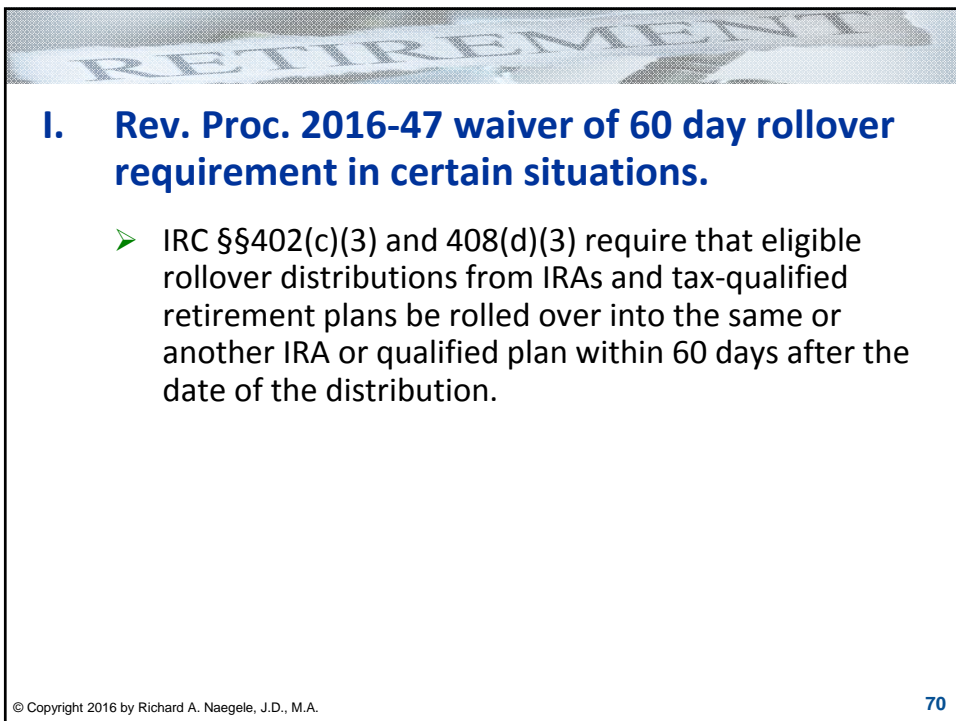 RETIREMENT
I. Rev. Proc. 2016-47 waiver of 60 day rollover
requirement in certain situations.
➢ IRC §§402(c)(3) and 408(d)(3) require that eligible
rollover distributions from IRAs and tax-qualified
retirement plans be rolled over into the same or
another IRA or qualified plan within 60 days after the
date of the distribution.
© Copyright 2016 by Richard A. Naegele, J.D., M.A.
70